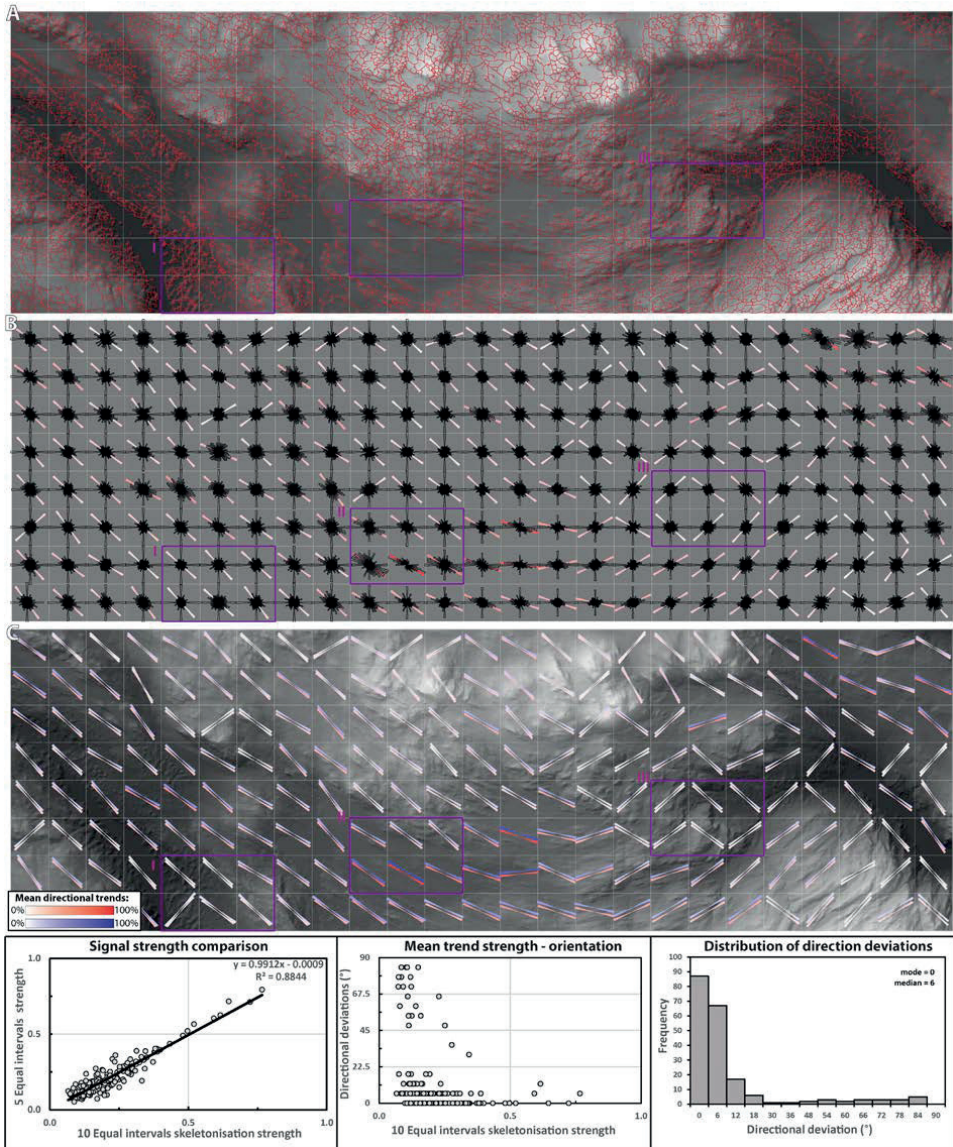 A
I
II
III
B
III
II
I
C
III
II
I
Mean directional trends:
0% 100%
0% 100%
Signal strength comparison
y = 0.9912x - 0.0009
R² = 0.8844
5 Equal intervals strength
1.0
0.5
0.0
0.5
1.0
10 Equal intervals skeletonisation strength
Mean trend strength - orientation
Directional deviations (°)
90
67.5
45
22.5
0
0.5
1.0
10 Equal intervals skeletonisation strength
Distribution of direction deviations
mode = 0
median = 6
Frequency
100
90
80
70
60
50
40
30
20
10
0
0 6 12 18 24 30 36 42 48 54 60 66 72 78 84 90
Directional deviation (°)